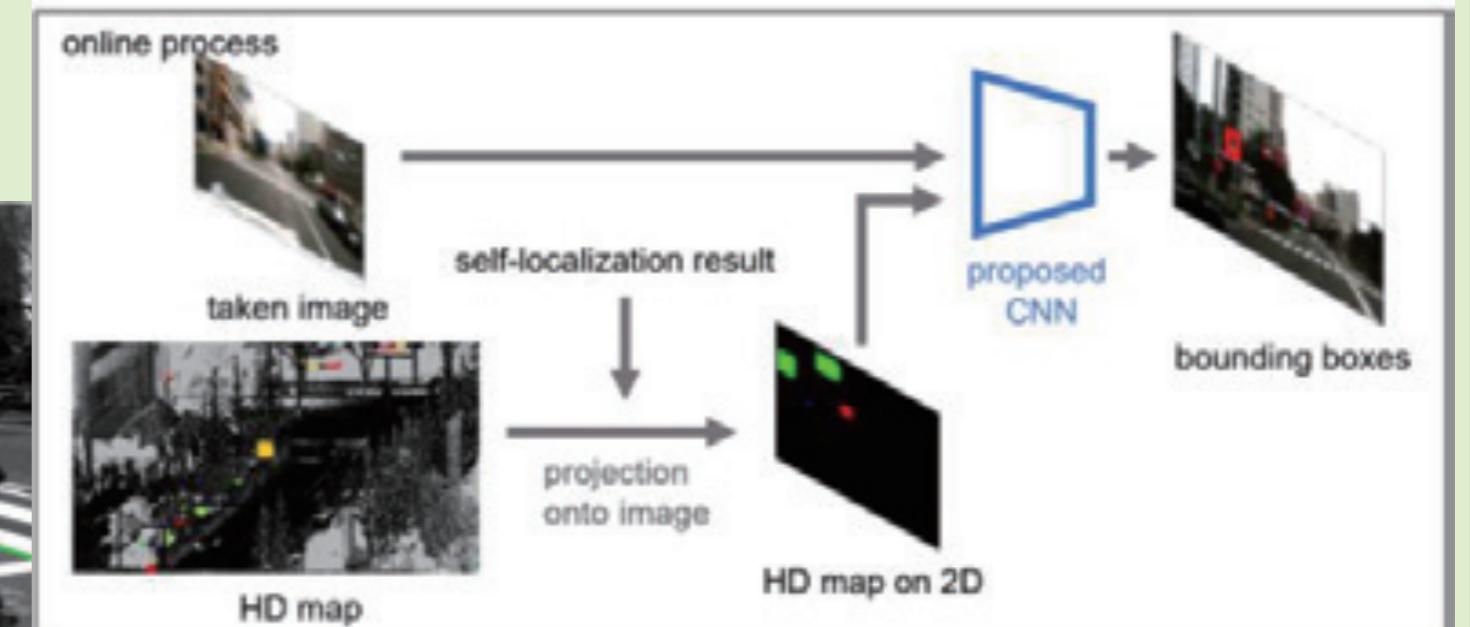 online process
taken image
self-localization result
proposed
CNN
bounding boxes
projection
onto image
HD map on 2D
HD map